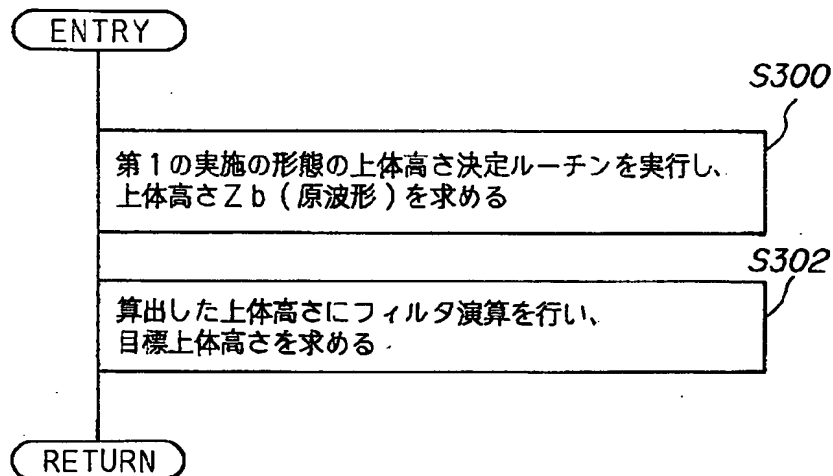 ENTRY
S300
第1の実施の形態の上体高さ決定ルーチンを実行し、
上体高さZb(原波形)を求める
S302
算出した上体高さにフィルタ演算を行い、
目標上体高さを求める
RETURN